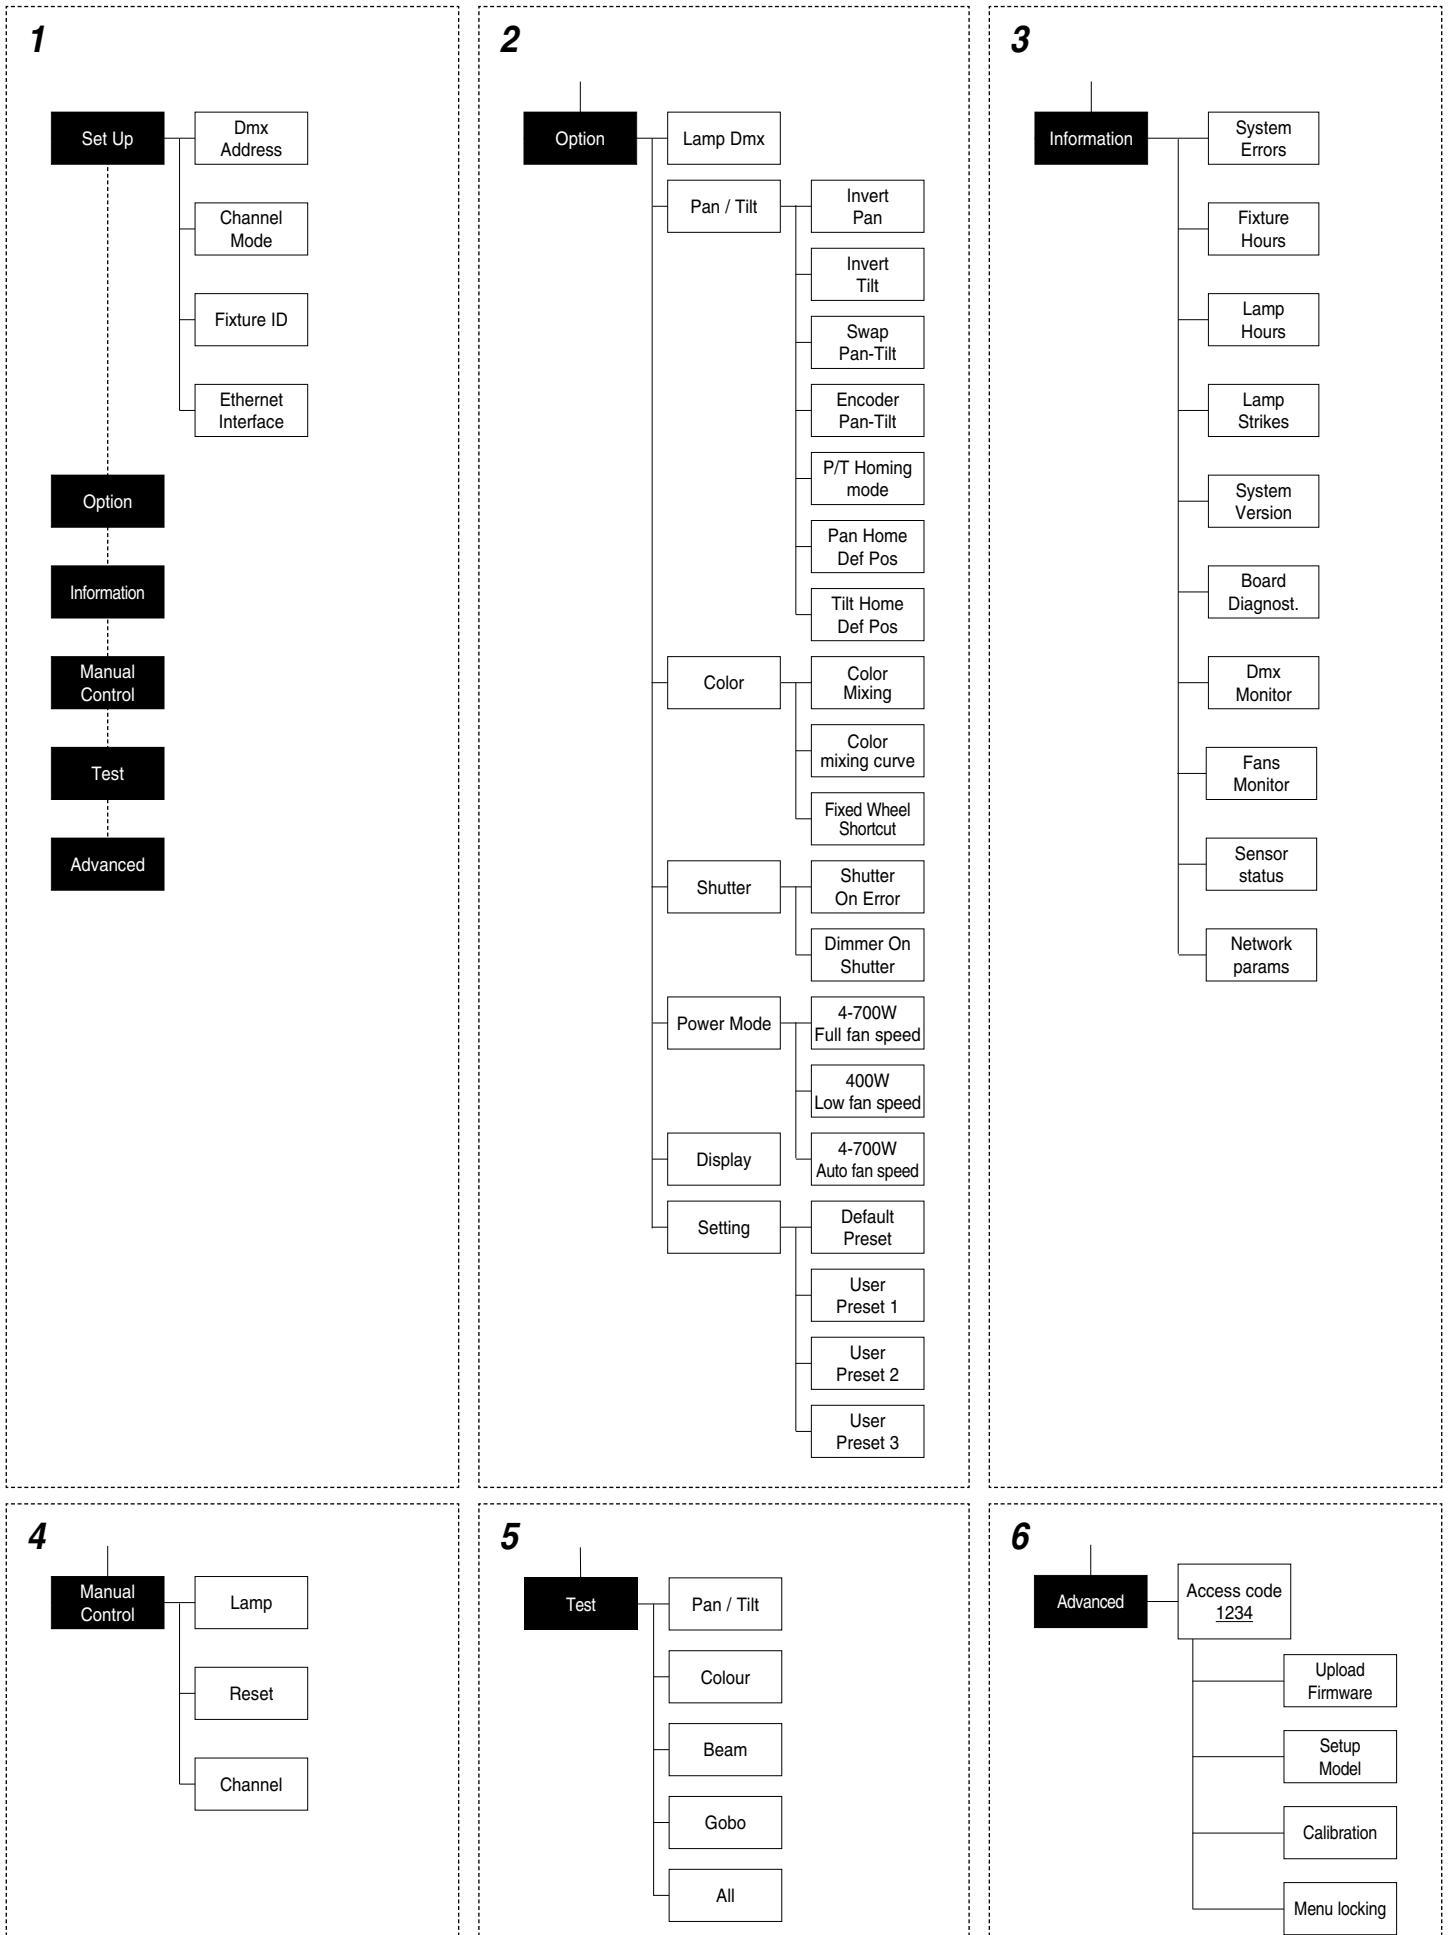 1
Set Up
Dmx
Address
Channel
Mode
Fixture ID
Ethernet
Interface
Option
Information
Manual
Control
Test
Advanced
2
Option
Lamp Dmx
Pan / Tilt
Invert
Pan
Invert
Tilt
Swap
Pan-Tilt
Encoder
Pan-Tilt
P/T Homing
mode
Pan Home
Def Pos
Tilt Home
Def Pos
Color
Color
Mixing
Color
mixing curve
Fixed Wheel
Shortcut
Shutter
Shutter
On Error
Dimmer On
Shutter
Power Mode
4-700W
Full fan speed
400W
Low fan speed
4-700W
Auto fan speed
Display
Setting
Default
Preset
User
Preset 1
User
Preset 2
User
Preset 3
3
Information
System
Errors
Fixture
Hours
Lamp
Hours
Lamp
Strikes
System
Version
Board
Diagnost.
Dmx
Monitor
Fans
Monitor
Sensor
status
Network
params
4
Manual
Control
Lamp
Reset
Channel
5
Test
Pan / Tilt
Colour
Beam
Gobo
All
6
Advanced
Access code
1234
Upload
Firmware
Setup
Model
Calibration
Menu locking